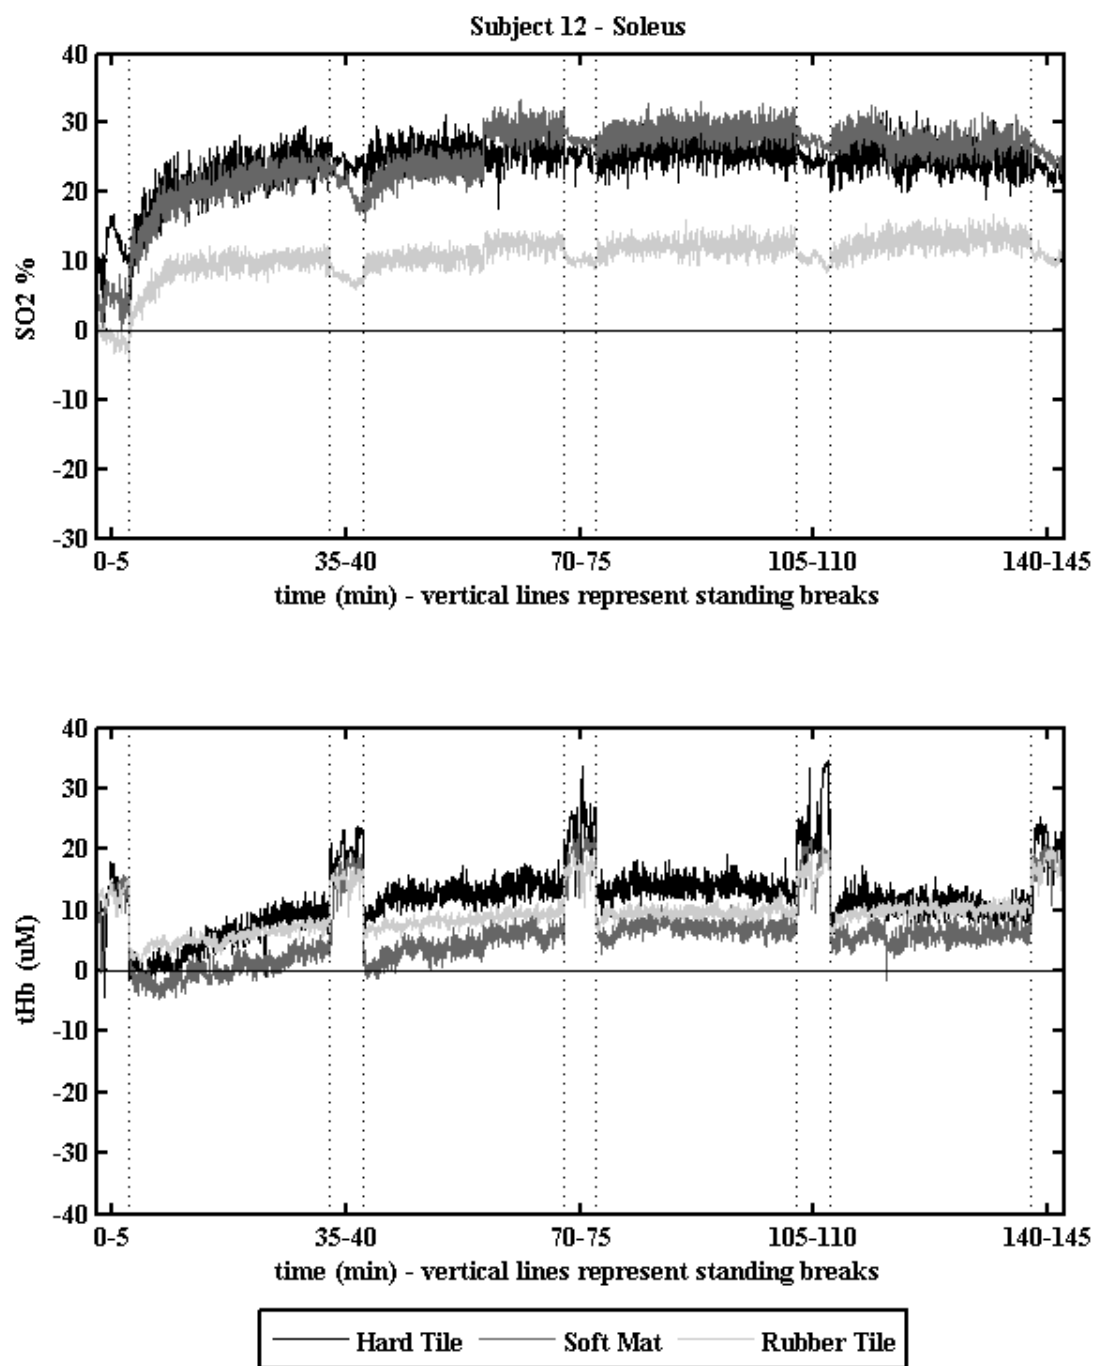 Subject 12 - Soleus
40
30
20
10
0
-10
-20
-30
SO2 %
0-5 35-40 70-75 105-110 140-145
time (min) - vertical lines represent standing breaks
40
30
20
10
0
-10
-20
-30
-40
tHb (uM)
0-5 35-40 70-75 105-110 140-145
time (min) - vertical lines represent standing breaks
Hard Tile Soft Mat Rubber Tile